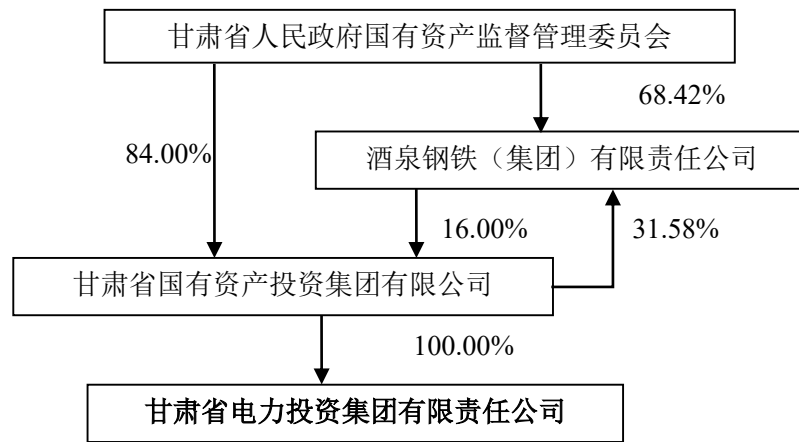 甘肃省人民政府国有资产监督管理委员会
68.42%
84.00%
酒泉钢铁（集团）有限责任公司
16.00%
31.58%
甘肃省国有资产投资集团有限公司
100.00%
甘肃省电力投资集团有限责任公司